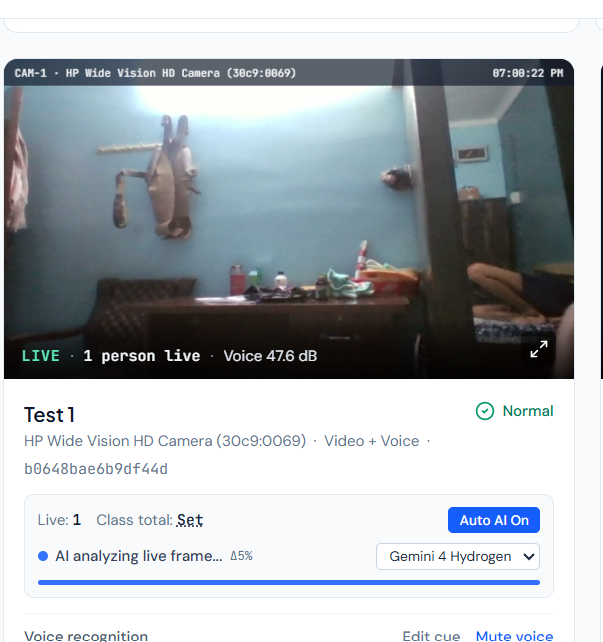 CAM-1 · HP Wide Vision HD Camera (30c9:0069) 07:00:22 PM
LIVE · 1 person live · Voice 47.6 dB
Test 1 Normal
HP Wide Vision HD Camera (30c9:0069) · Video + Voice ·
b0648bae6b9df44d
Live: 1 Class total: Set Auto AI On
AI analyzing live frame... Δ5% Gemini 4 Hydrogen
Voice recognition Edit cue Mute voice